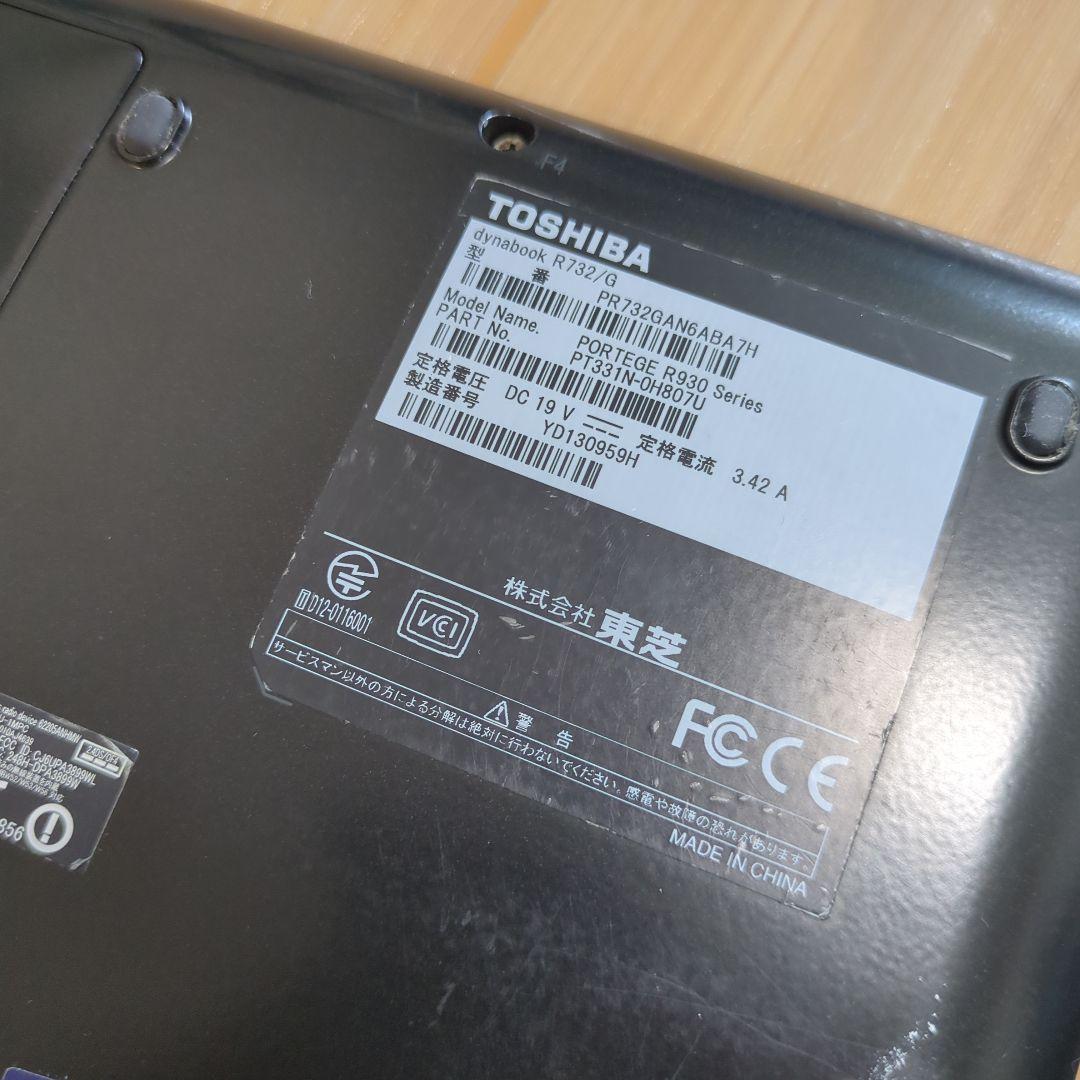 F4
TOSHIBA
dynabook R732/G
型 番 PR732GAN6ABA7H
Model Name. PORTEGE R930 Series
PART No. PT331N-0H807U
定格電圧 DC 19 V 定格電流 3.42 A
製造番号 YD130959H
株式会社 東芝
D12-0116001
VCCI
FC CE
警 告
サービスマン以外の方による分解は絶対に行わないでください。感電や故障の恐れがあります。
MADE IN CHINA
856